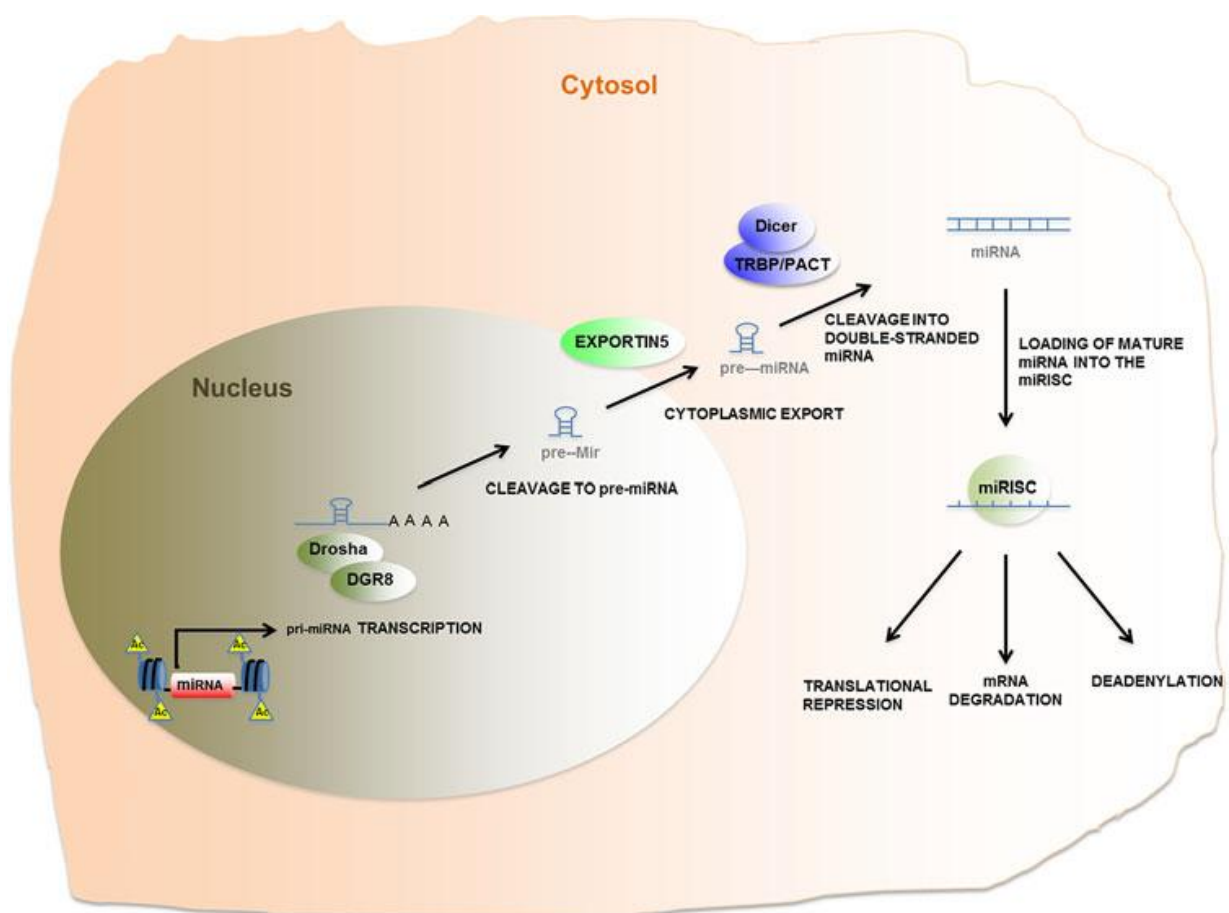 Cytosol
Dicer
TRBP/PACT
miRNA
EXPORTIN5
pre—miRNA
CLEAVAGE INTO
DOUBLE-STRANDED
miRNA
LOADING OF MATURE
miRNA INTO THE
miRISC
Nucleus
CYTOPLASMIC EXPORT
pre--Mir
CLEAVAGE TO pre-miRNA
miRISC
A A A A
Drosha
DGR8
pri-miRNA TRANSCRIPTION
Ac
Ac
miRNA
Ac
Ac
TRANSLATIONAL
REPRESSION
mRNA
DEGRADATION
DEADENYLATION